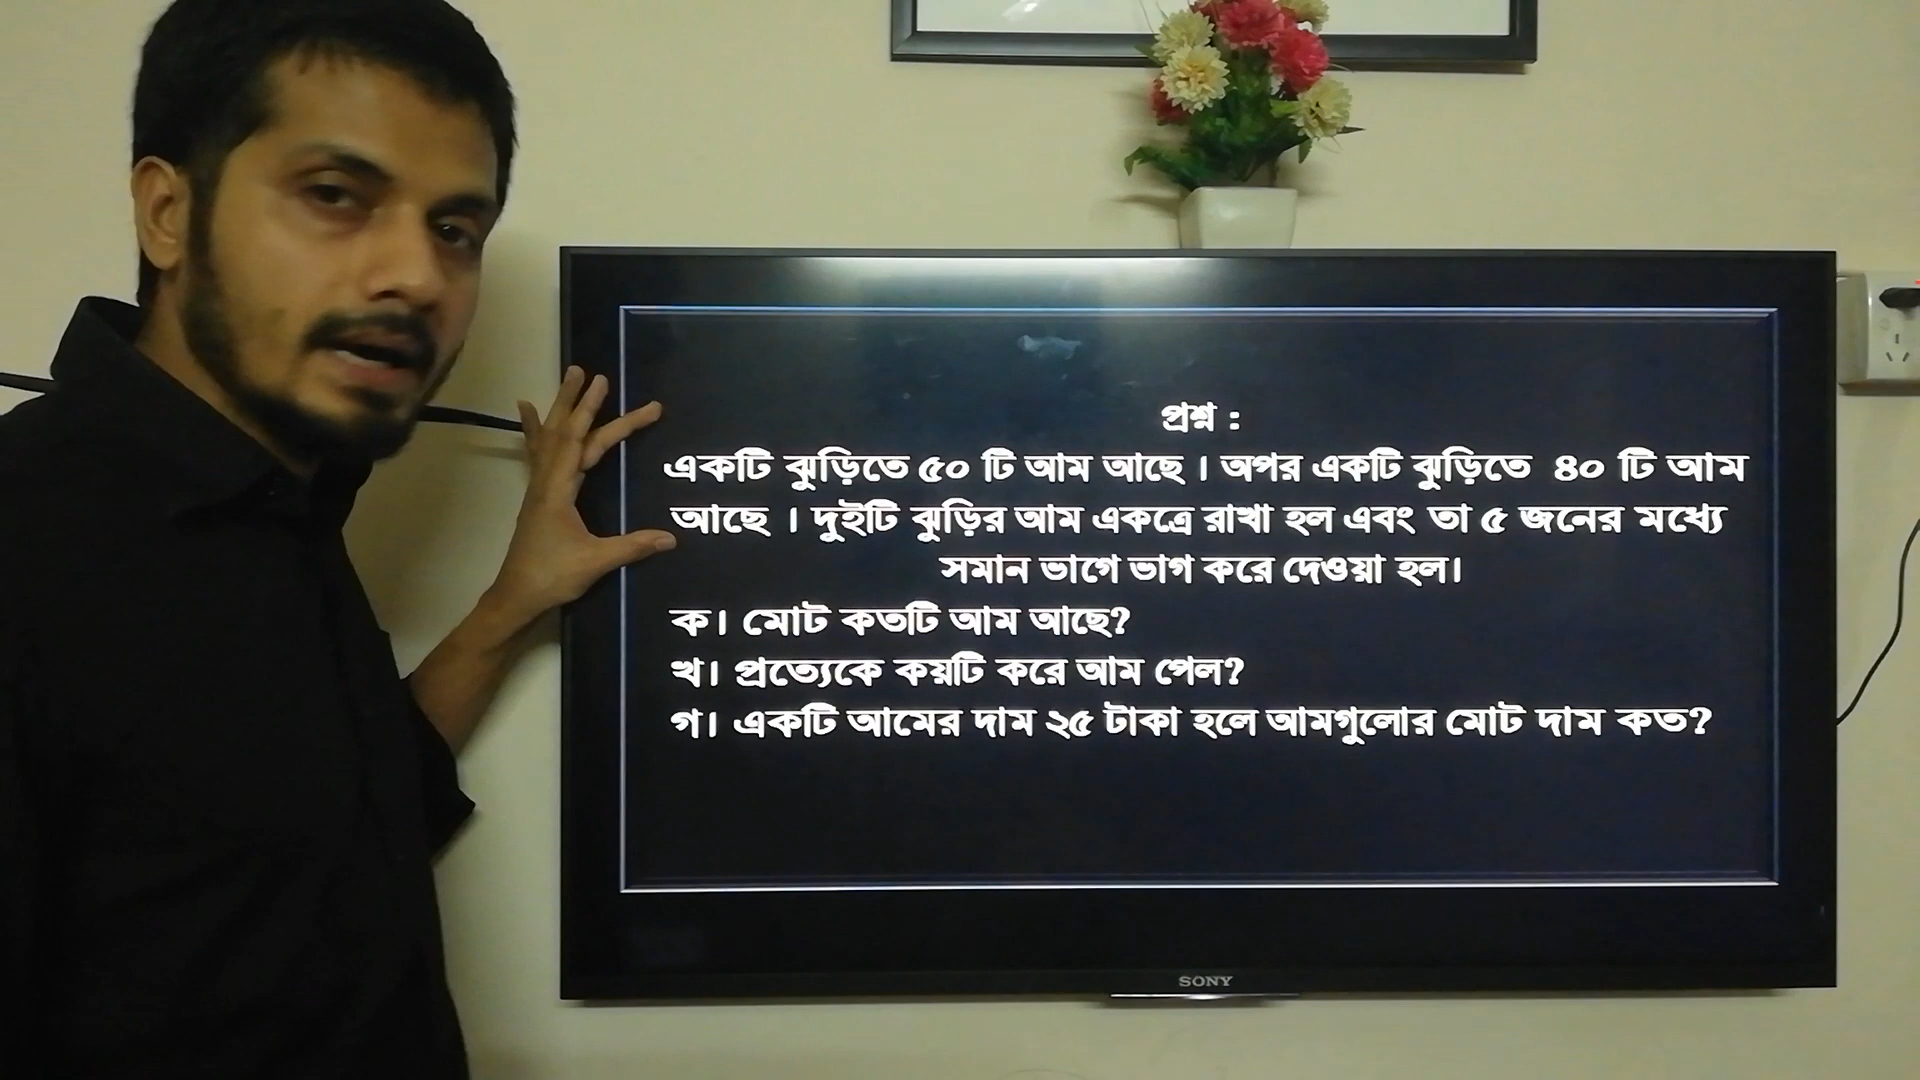 প্রশ্ন :
একটি ঝুড়িতে ৫০ টি আম আছে । অপর একটি ঝুড়িতে ৪০ টি আম
আছে । দুইটি ঝুড়ির আম একত্রে রাখা হল এবং তা ৫ জনের মধ্যে
সমান ভাগে ভাগ করে দেওয়া হল।
ক। মোট কতটি আম আছে?
খ। প্রত্যেকে কয়টি করে আম পেল?
গ। একটি আমের দাম ২৫ টাকা হলে আমগুলোর মোট দাম কত?
SONY